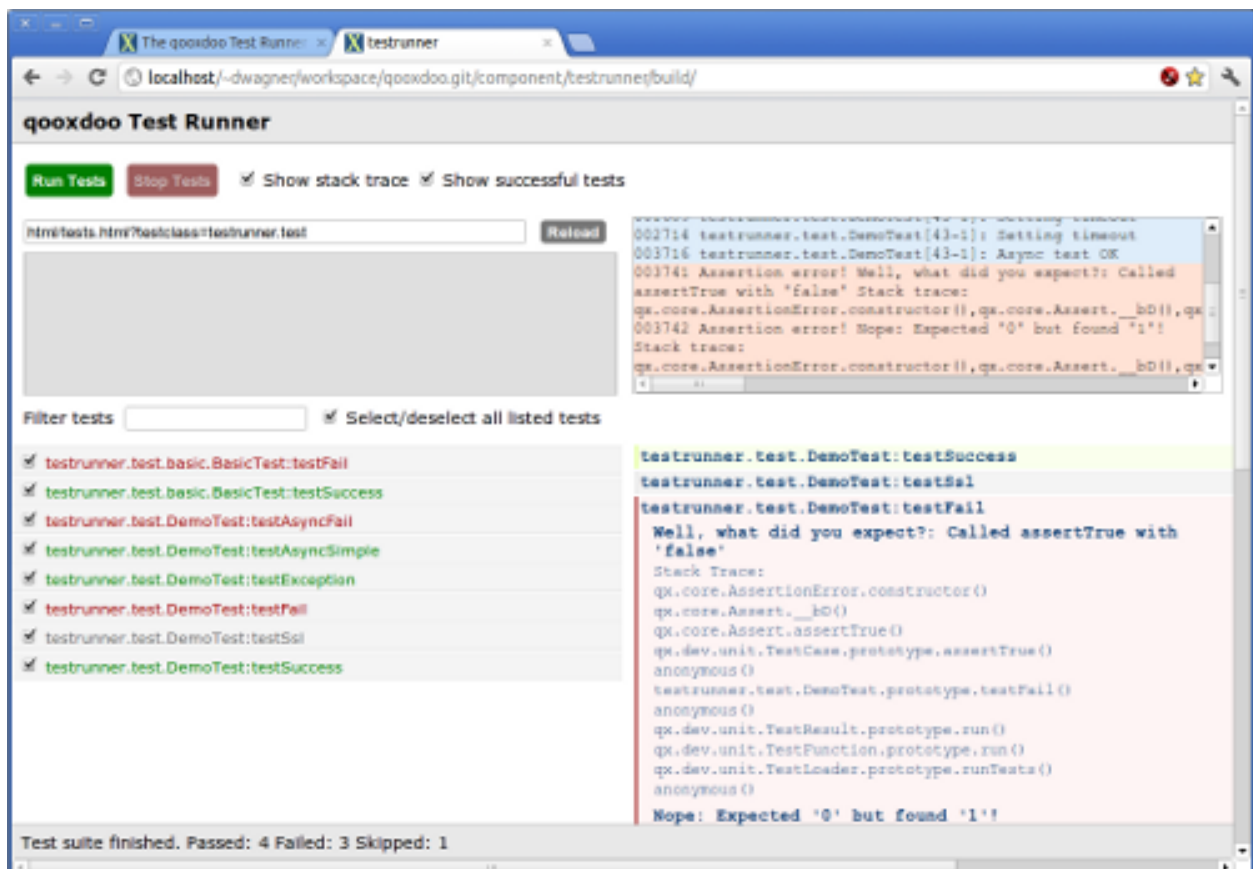 The qooxdoo Test Runner
testrunner
localhost/~dwagner/workspace/qooxdoo.git/component/testrunner/build/
qooxdoo Test Runner
Run Tests
Stop Tests
Show stack trace
Show successful tests
html/tests.html?testclass=testrunner.test
Reload
002714 testrunner.test.DemoTest[43-1]: Setting timeout
003716 testrunner.test.DemoTest[43-1]: Async test OK
003741 Assertion error! Well, what did you expect?: Called
assertTrue with 'false' Stack trace:
qx.core.AssertionError.constructor(),qx.core.Assert.__bD(),qx
003742 Assertion error! Nope: Expected '0' but found '1'!
Stack trace:
qx.core.AssertionError.constructor(),qx.core.Assert.__bD(),qx
Filter tests
Select/deselect all listed tests
testrunner.test.basic.BasicTest:testFail
testrunner.test.basic.BasicTest:testSuccess
testrunner.test.DemoTest:testAsyncFail
testrunner.test.DemoTest:testAsyncSimple
testrunner.test.DemoTest:testException
testrunner.test.DemoTest:testFail
testrunner.test.DemoTest:testSsl
testrunner.test.DemoTest:testSuccess
testrunner.test.DemoTest:testSuccess
testrunner.test.DemoTest:testSsl
testrunner.test.DemoTest:testFail
Well, what did you expect?: Called assertTrue with
'false'
Stack Trace:
qx.core.AssertionError.constructor()
qx.core.Assert.__bD()
qx.core.Assert.assertTrue()
qx.dev.unit.TestCase.prototype.assertTrue()
anonymous()
testrunner.test.DemoTest.prototype.testFail()
anonymous()
qx.dev.unit.TestResult.prototype.run()
qx.dev.unit.TestFunction.prototype.run()
qx.dev.unit.TestLoader.prototype.runTests()
anonymous()
Nope: Expected '0' but found '1'!
Test suite finished. Passed: 4 Failed: 3 Skipped: 1